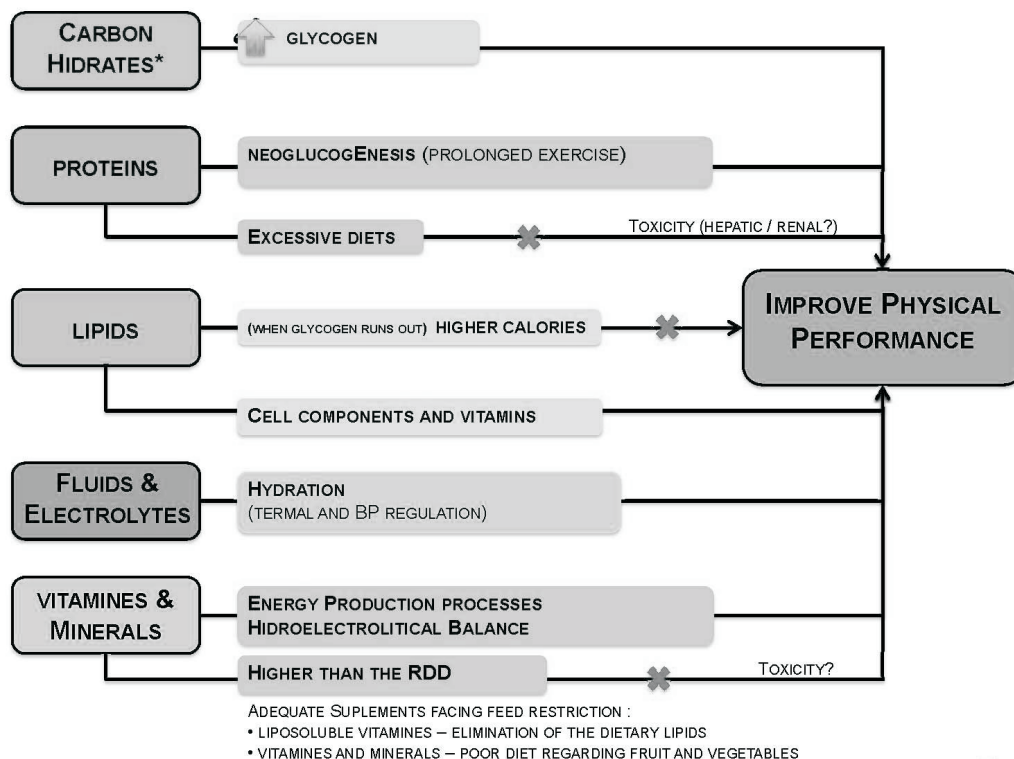 CARBON
HIDRATES*
GLYCOGEN
PROTEINS
NEOGLUCOGENESIS (PROLONGED EXERCISE)
EXCESSIVE DIETS
TOXICITY (HEPATIC / RENAL?)
IMPROVE PHYSICAL
PERFORMANCE
LIPIDS
(WHEN GLYCOGEN RUNS OUT) HIGHER CALORIES
CELL COMPONENTS AND VITAMINS
FLUIDS &
ELECTROLYTES
HYDRATION
(TERMAL AND BP REGULATION)
VITAMINES &
MINERALS
ENERGY PRODUCTION PROCESSES
HIDROELECTROLITICAL BALANCE
HIGHER THAN THE RDD
TOXICITY?
ADEQUATE SUPLEMENTS FACING FEED RESTRICTION :
• LIPOSOLUBLE VITAMINES – ELIMINATION OF THE DIETARY LIPIDS
• VITAMINES AND MINERALS – POOR DIET REGARDING FRUIT AND VEGETABLES